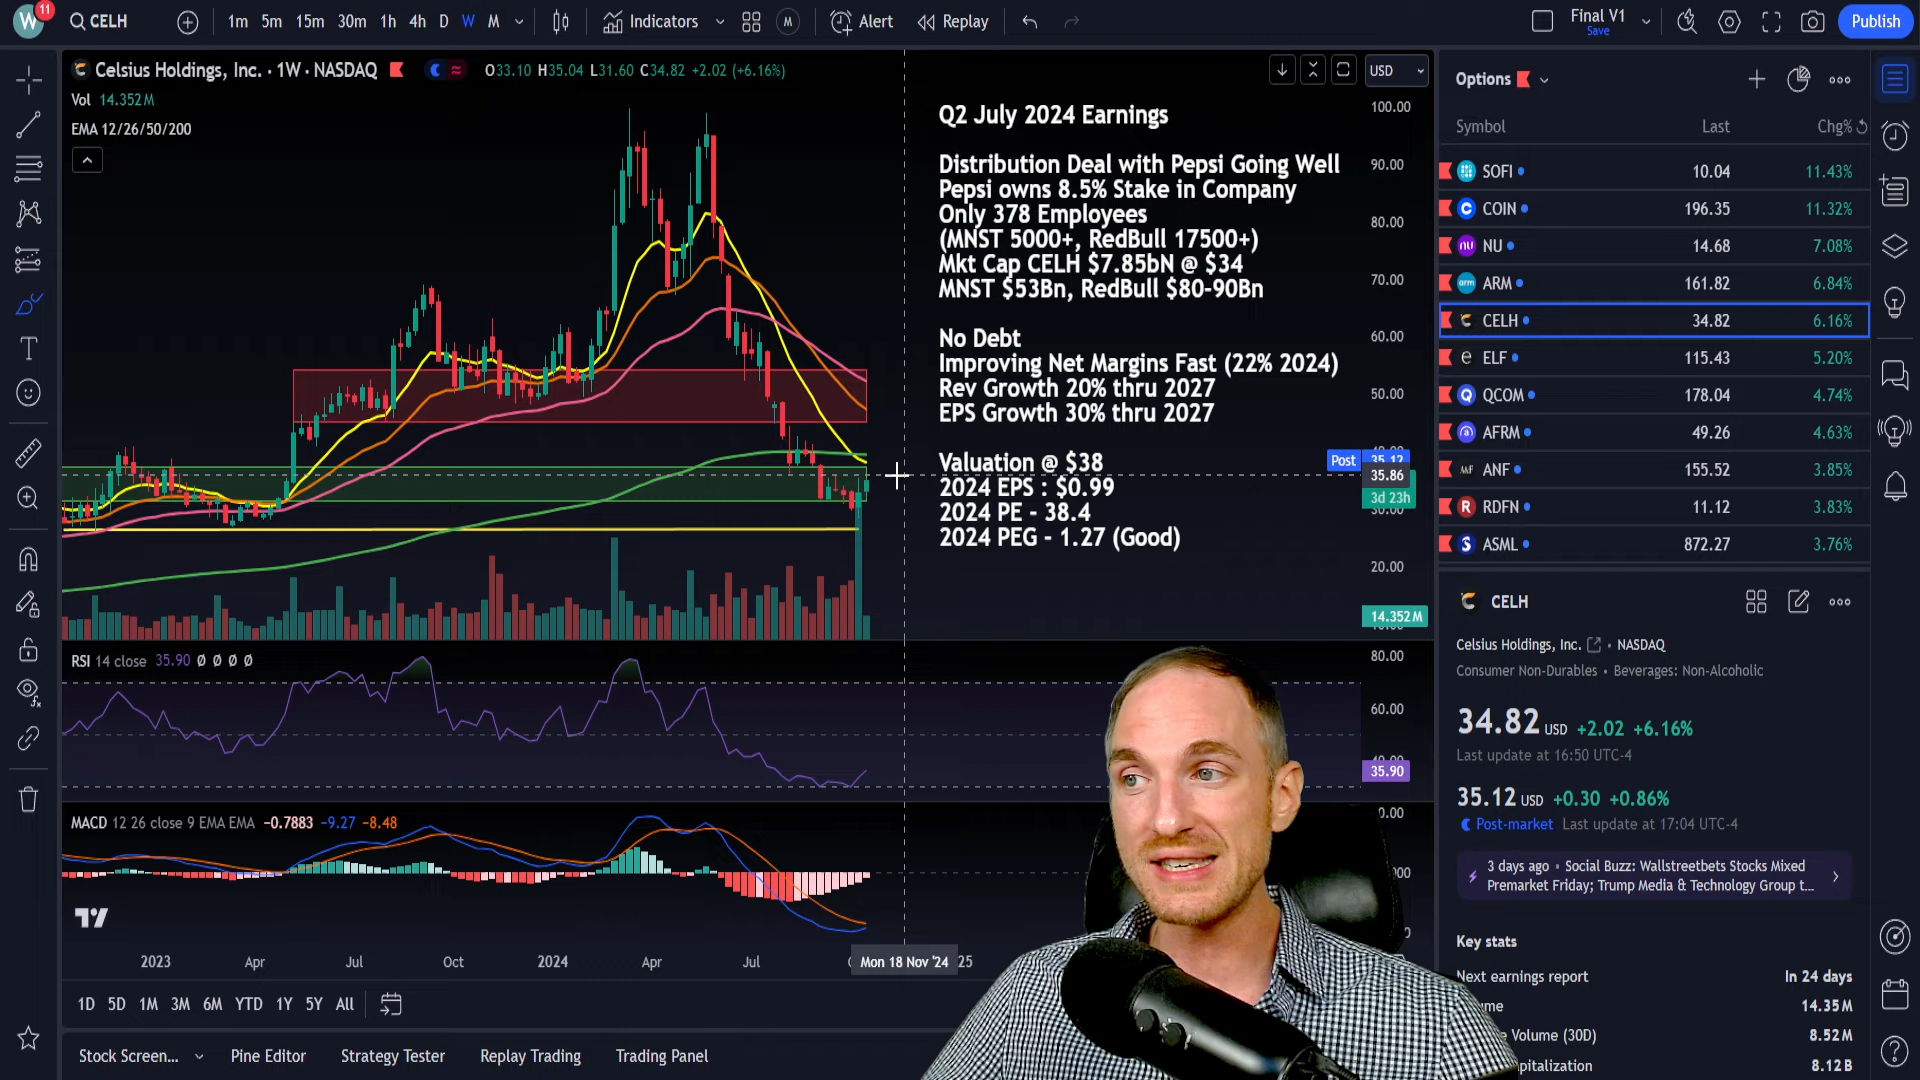 W
11
CELH
1m 5m 15m 30m 1h 4h D W M
Indicators
M
Alert
Replay
Final V1
Save
Publish
Celsius Holdings, Inc. · 1W · NASDAQ
O33.10 H35.04 L31.60 C34.82 +2.02 (+6.16%)
USD
Vol 14.352M
EMA 12/26/50/200
Q2 July 2024 Earnings
Distribution Deal with Pepsi Going Well
Pepsi owns 8.5% Stake in Company
Only 378 Employees
(MNST 5000+, RedBull 17500+)
Mkt Cap CELH $7.85bN @ $34
MNST $53Bn, RedBull $80-90Bn
No Debt
Improving Net Margins Fast (22% 2024)
Rev Growth 20% thru 2027
EPS Growth 30% thru 2027
Valuation @ $38
2024 EPS : $0.99
2024 PE - 38.4
2024 PEG - 1.27 (Good)
100.00
90.00
80.00
70.00
60.00
50.00
Post 35.12
35.86
3d 23h
30.00
20.00
14.352M
RSI 14 close 35.90 Ø Ø Ø Ø
80.00
60.00
40.00
35.90
MACD 12 26 close 9 EMA EMA −0.7883 −9.27 −8.48
2023 Apr Jul Oct 2024 Apr Jul Mon 18 Nov '24 25
1D 5D 1M 3M 6M YTD 1Y 5Y All
Stock Screen... Pine Editor Strategy Tester Replay Trading Trading Panel
Options
Symbol Last Chg%
SOFI 10.04 11.43%
COIN 196.35 11.32%
NU 14.68 7.08%
ARM 161.82 6.84%
CELH 34.82 6.16%
ELF 115.43 5.20%
QCOM 178.04 4.74%
AFRM 49.26 4.63%
ANF 155.52 3.85%
RDFN 11.12 3.83%
ASML 872.27 3.76%
CELH
Celsius Holdings, Inc. • NASDAQ
Consumer Non-Durables • Beverages: Non-Alcoholic
34.82 USD +2.02 +6.16%
Last update at 16:50 UTC-4
35.12 USD +0.30 +0.86%
Post-market Last update at 17:04 UTC-4
3 days ago • Social Buzz: Wallstreetbets Stocks Mixed
Premarket Friday; Trump Media & Technology Group t...
Key stats
Next earnings report In 24 days
14.35M
Volume (30D) 8.52M
8.12B